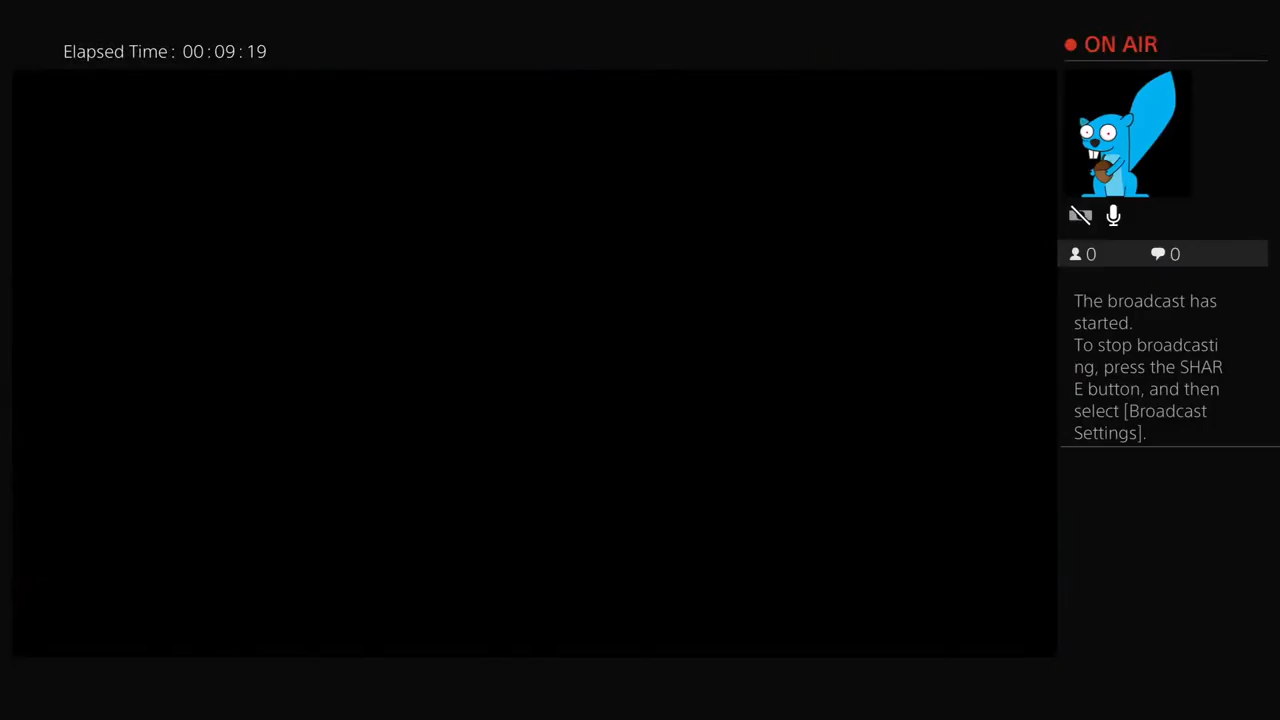 Elapsed Time: 00:09:19
ON AIR
0 0
The broadcast has
started.
To stop broadcasti
ng, press the SHAR
E button, and then
select [Broadcast
Settings].